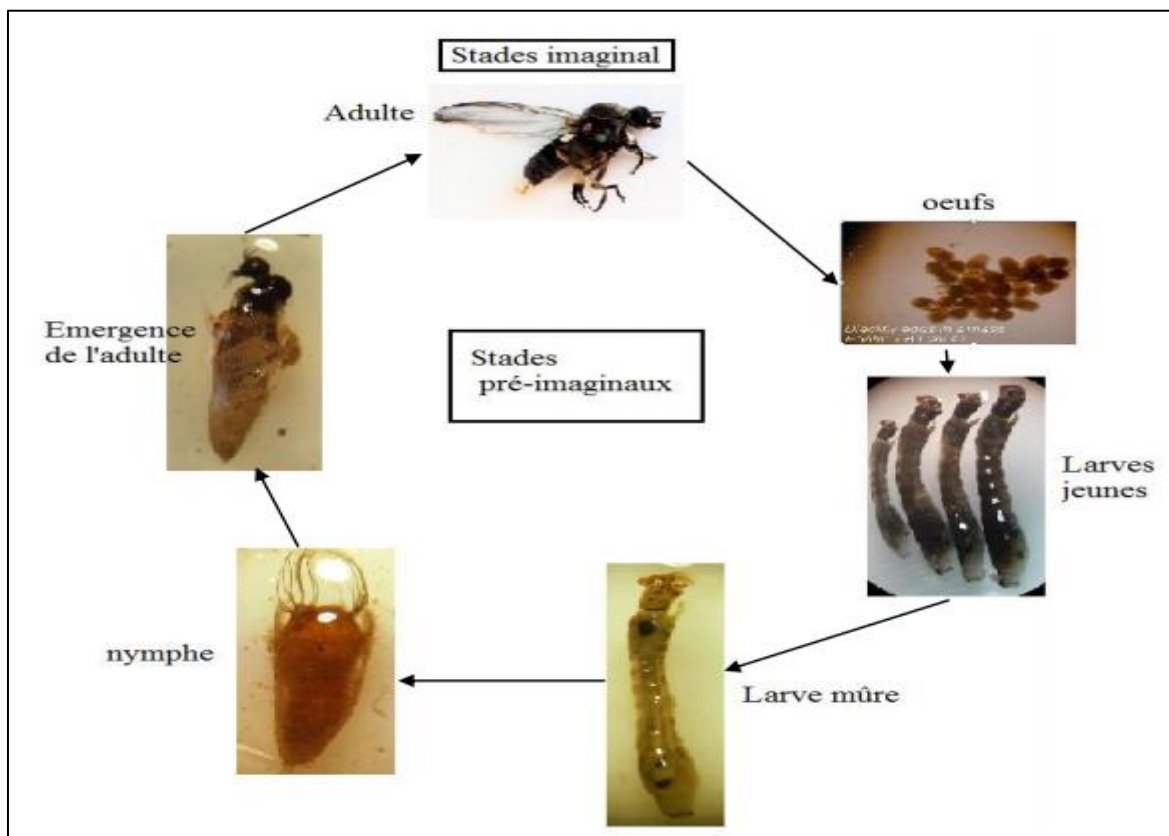 Stades imaginal
Adulte
oeufs
Larves
jeunes
Larve mûre
nymphe
Emergence
de l'adulte
Stades
pré-imaginaux